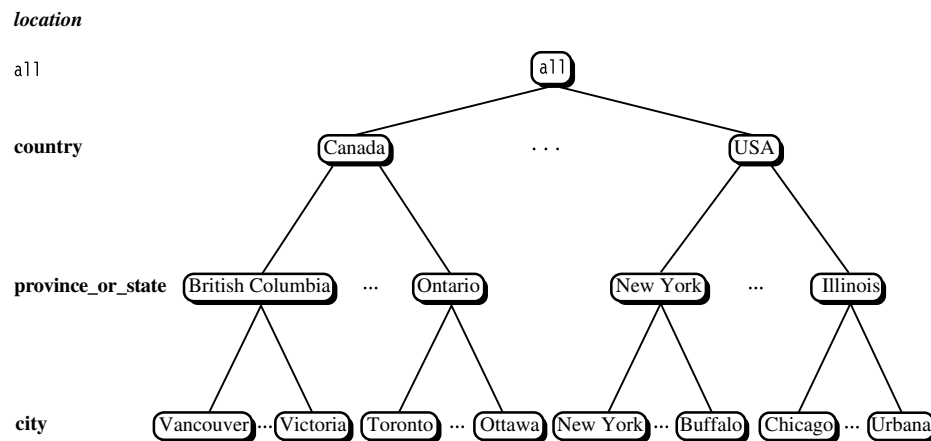 location
all all
country Canada ... USA
province_or_state British Columbia ... Ontario New York ... Illinois
city Vancouver ... Victoria Toronto ... Ottawa New York ... Buffalo Chicago ... Urbana